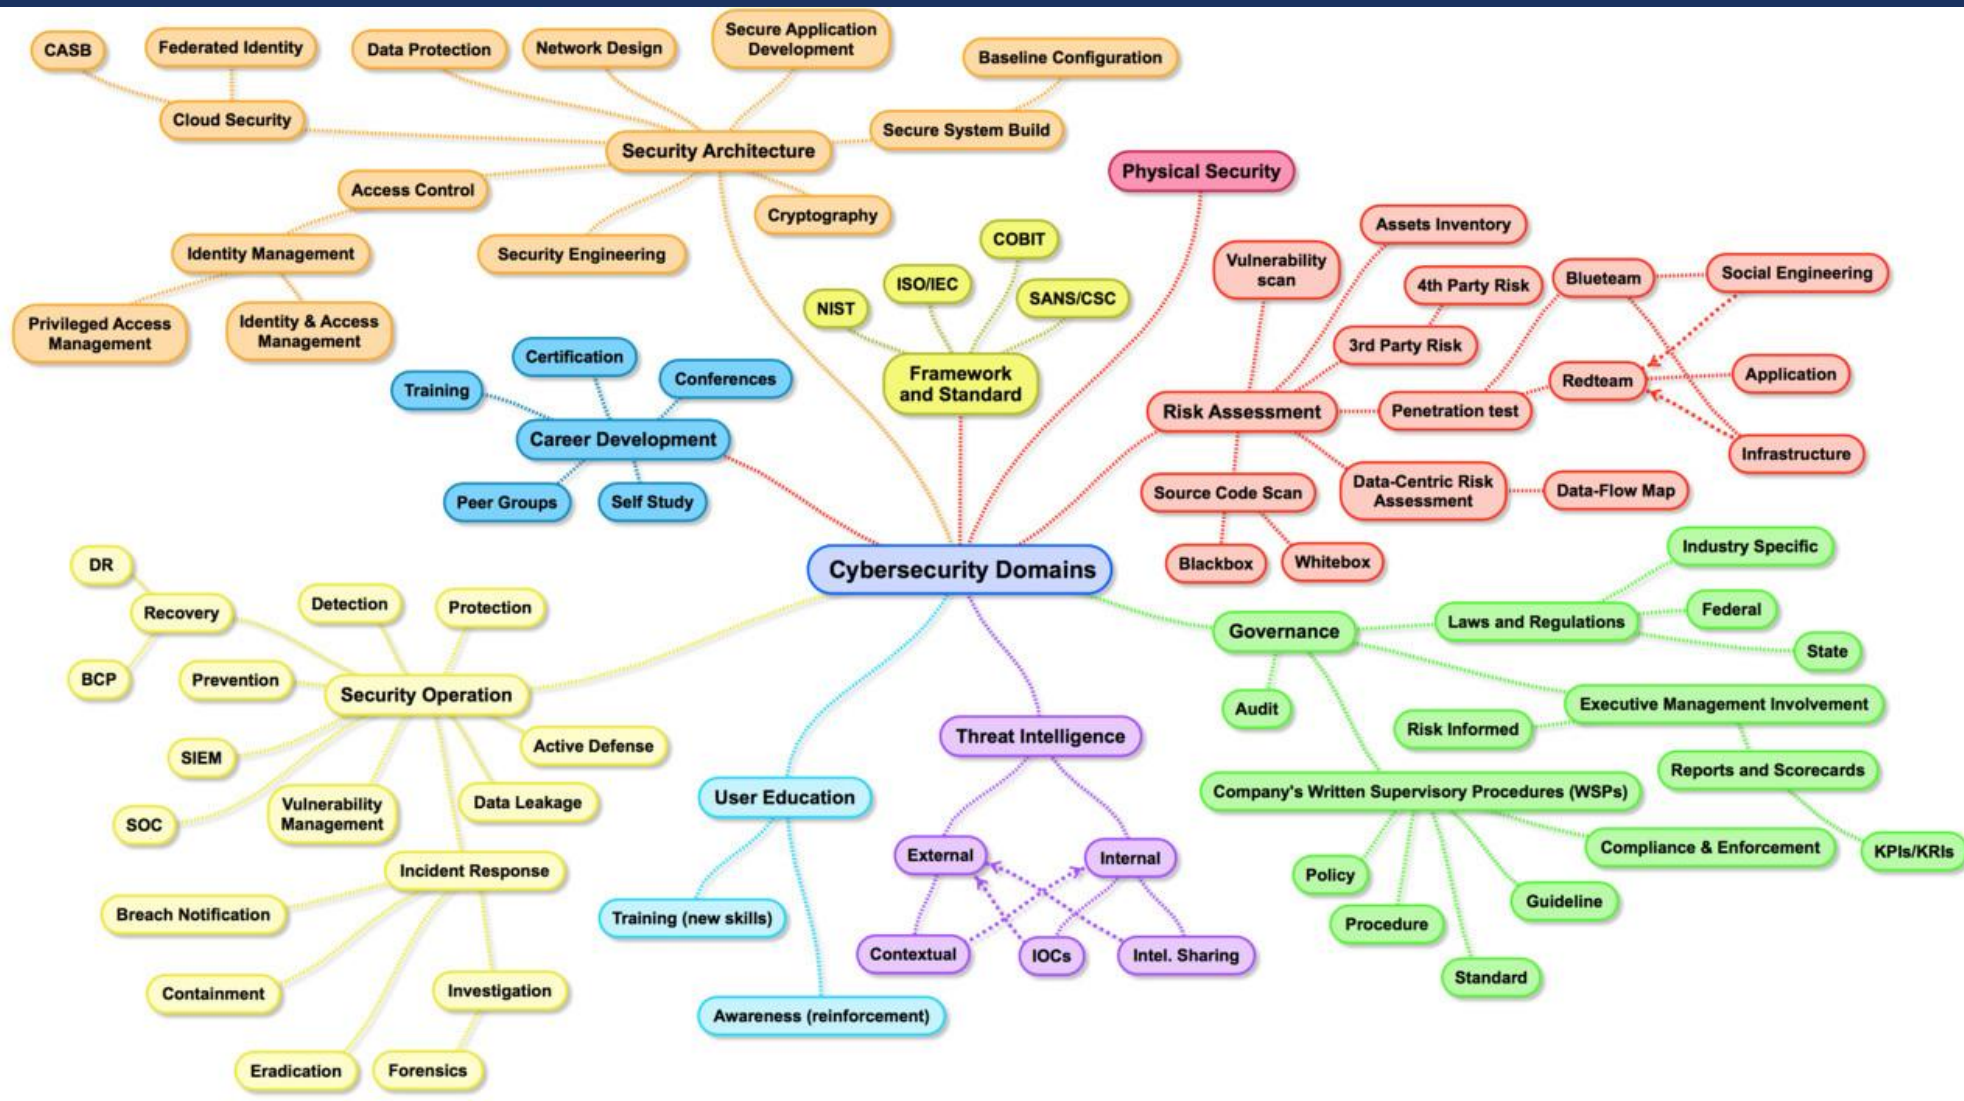 CASB
Federated Identity
Data Protection
Network Design
Secure Application
Development
Baseline Configuration
Cloud Security
Secure System Build
Security Architecture
Physical Security
Access Control
Cryptography
Identity Management
Security Engineering
Privileged Access
Management
Identity & Access
Management
COBIT
ISO/IEC
SANS/CSC
NIST
Framework
and Standard
Assets Inventory
Vulnerability
scan
4th Party Risk
Blueteam
Social Engineering
3rd Party Risk
Redteam
Application
Risk Assessment
Penetration test
Infrastructure
Source Code Scan
Data-Centric Risk
Assessment
Data-Flow Map
Blackbox
Whitebox
Certification
Training
Conferences
Career Development
Peer Groups
Self Study
Cybersecurity Domains
DR
Recovery
Detection
Protection
BCP
Prevention
Security Operation
SIEM
Active Defense
SOC
Vulnerability
Management
Data Leakage
Incident Response
Breach Notification
Containment
Investigation
Eradication
Forensics
User Education
Training (new skills)
Awareness (reinforcement)
Threat Intelligence
External
Internal
Contextual
IOCs
Intel. Sharing
Industry Specific
Governance
Laws and Regulations
Federal
State
Audit
Executive Management Involvement
Risk Informed
Reports and Scorecards
Company's Written Supervisory Procedures (WSPs)
Compliance & Enforcement
KPIs/KRIs
Policy
Guideline
Procedure
Standard